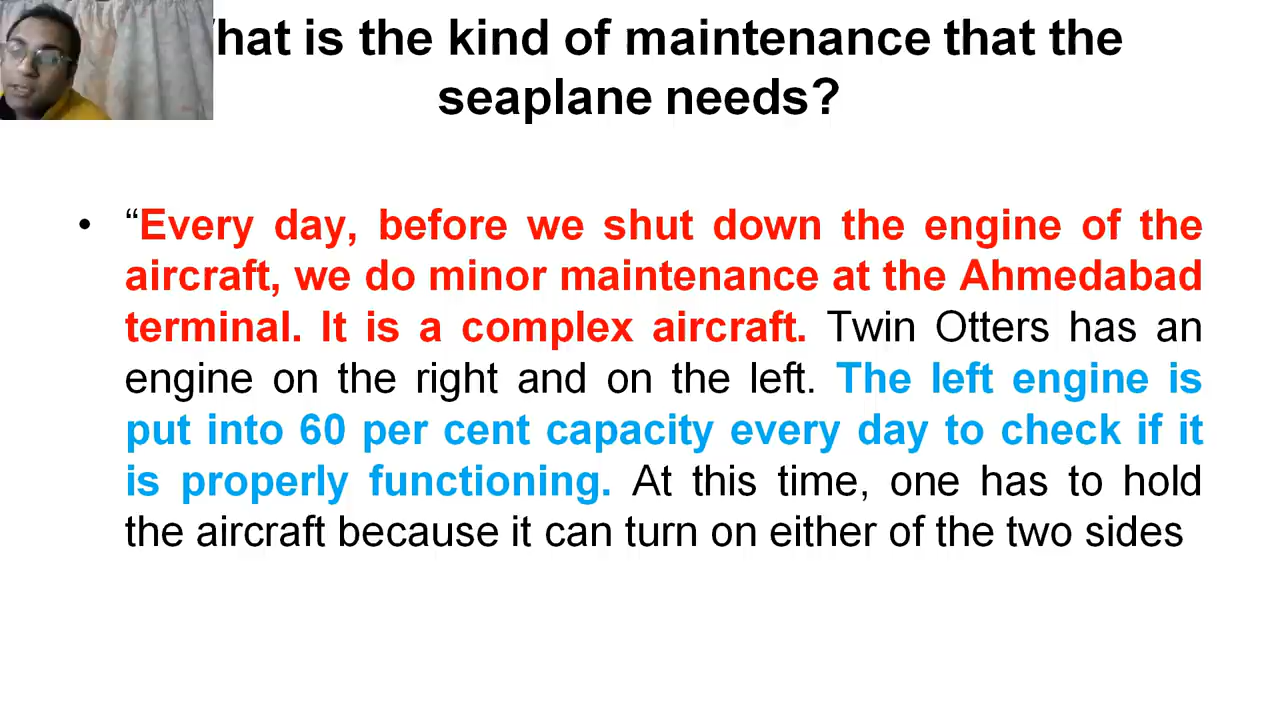 hat is the kind of maintenance that the
seaplane needs?
• “Every day, before we shut down the engine of the
aircraft, we do minor maintenance at the Ahmedabad
terminal. It is a complex aircraft. Twin Otters has an
engine on the right and on the left. The left engine is
put into 60 per cent capacity every day to check if it
is properly functioning. At this time, one has to hold
the aircraft because it can turn on either of the two sides